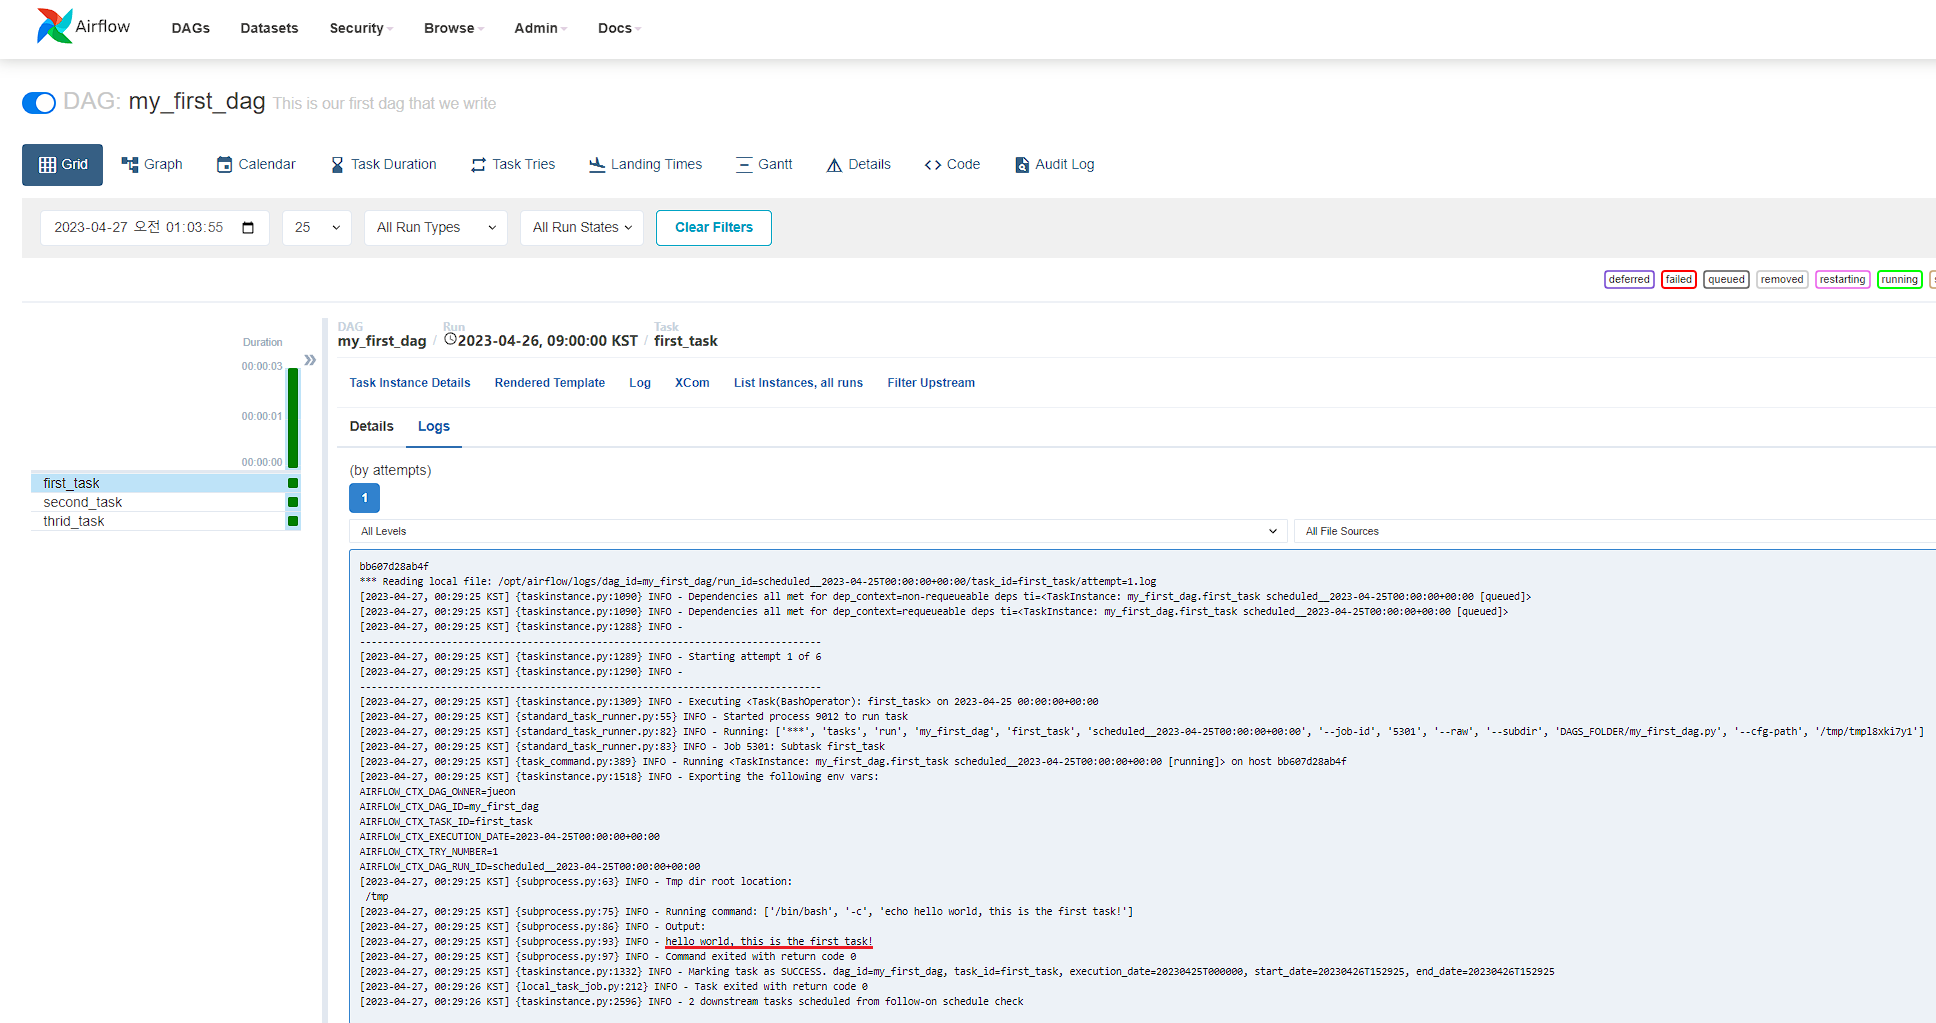 Airflow DAGs Datasets Security Browse Admin Docs
DAG: my_first_dag This is our first dag that we write
Grid Graph Calendar Task Duration Task Tries Landing Times Gantt Details Code Audit Log
2023-04-27 오전 01:03:55 25 All Run Types All Run States Clear Filters
deferred failed queued removed restarting running
DAG Run Task
my_first_dag / 2023-04-26, 09:00:00 KST / first_task
Duration
00:00:03
00:00:01
00:00:00
first_task
second_task
thrid_task
Task Instance Details Rendered Template Log XCom List Instances, all runs Filter Upstream
Details Logs
(by attempts)
1
All Levels All File Sources
bb607d28ab4f
*** Reading local file: /opt/airflow/logs/dag_id=my_first_dag/run_id=scheduled__2023-04-25T00:00:00+00:00/task_id=first_task/attempt=1.log
[2023-04-27, 00:29:25 KST] {taskinstance.py:1090} INFO - Dependencies all met for dep_context=non-requeueable deps ti=<TaskInstance: my_first_dag.first_task scheduled__2023-04-25T00:00:00+00:00 [queued]>
[2023-04-27, 00:29:25 KST] {taskinstance.py:1090} INFO - Dependencies all met for dep_context=requeueable deps ti=<TaskInstance: my_first_dag.first_task scheduled__2023-04-25T00:00:00+00:00 [queued]>
[2023-04-27, 00:29:25 KST] {taskinstance.py:1288} INFO -
--------------------------------------------------------------------------------
[2023-04-27, 00:29:25 KST] {taskinstance.py:1289} INFO - Starting attempt 1 of 6
[2023-04-27, 00:29:25 KST] {taskinstance.py:1290} INFO -
--------------------------------------------------------------------------------
[2023-04-27, 00:29:25 KST] {taskinstance.py:1309} INFO - Executing <Task(BashOperator): first_task> on 2023-04-25 00:00:00+00:00
[2023-04-27, 00:29:25 KST] {standard_task_runner.py:55} INFO - Started process 9012 to run task
[2023-04-27, 00:29:25 KST] {standard_task_runner.py:82} INFO - Running: ['***', 'tasks', 'run', 'my_first_dag', 'first_task', 'scheduled__2023-04-25T00:00:00+00:00', '--job-id', '5301', '--raw', '--subdir', 'DAGS_FOLDER/my_first_dag.py', '--cfg-path', '/tmp/tmpl8xki7y1']
[2023-04-27, 00:29:25 KST] {standard_task_runner.py:83} INFO - Job 5301: Subtask first_task
[2023-04-27, 00:29:25 KST] {task_command.py:389} INFO - Running <TaskInstance: my_first_dag.first_task scheduled__2023-04-25T00:00:00+00:00 [running]> on host bb607d28ab4f
[2023-04-27, 00:29:25 KST] {taskinstance.py:1518} INFO - Exporting the following env vars:
AIRFLOW_CTX_DAG_OWNER=jueon
AIRFLOW_CTX_DAG_ID=my_first_dag
AIRFLOW_CTX_TASK_ID=first_task
AIRFLOW_CTX_EXECUTION_DATE=2023-04-25T00:00:00+00:00
AIRFLOW_CTX_TRY_NUMBER=1
AIRFLOW_CTX_DAG_RUN_ID=scheduled__2023-04-25T00:00:00+00:00
[2023-04-27, 00:29:25 KST] {subprocess.py:63} INFO - Tmp dir root location:
/tmp
[2023-04-27, 00:29:25 KST] {subprocess.py:75} INFO - Running command: ['/bin/bash', '-c', 'echo hello world, this is the first task!']
[2023-04-27, 00:29:25 KST] {subprocess.py:86} INFO - Output:
[2023-04-27, 00:29:25 KST] {subprocess.py:93} INFO - hello world, this is the first task!
[2023-04-27, 00:29:25 KST] {subprocess.py:97} INFO - Command exited with return code 0
[2023-04-27, 00:29:25 KST] {taskinstance.py:1332} INFO - Marking task as SUCCESS. dag_id=my_first_dag, task_id=first_task, execution_date=20230425T000000, start_date=20230426T152925, end_date=20230426T152925
[2023-04-27, 00:29:26 KST] {local_task_job.py:212} INFO - Task exited with return code 0
[2023-04-27, 00:29:26 KST] {taskinstance.py:2596} INFO - 2 downstream tasks scheduled from follow-on schedule check